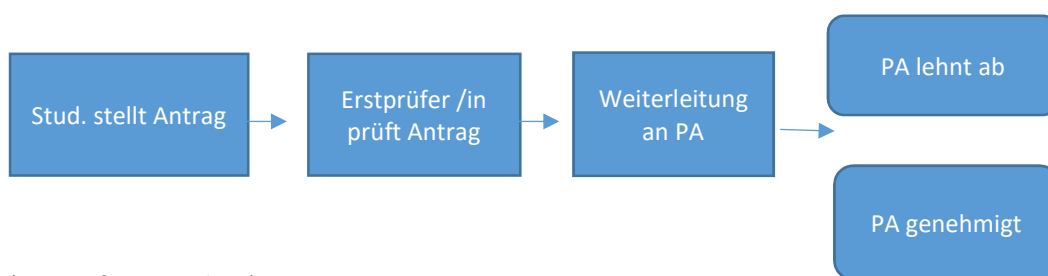 Stud. stellt Antrag
Erstprüfer /in
prüft Antrag
Weiterleitung
an PA
PA lehnt ab
PA genehmigt